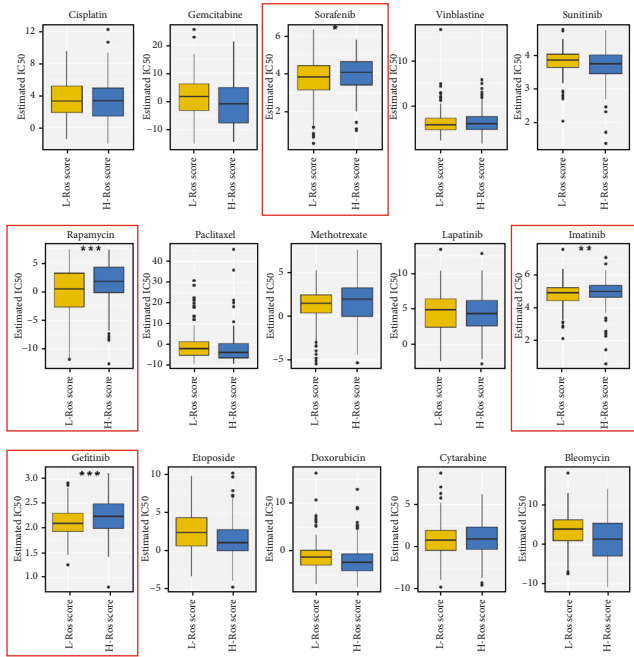 Cisplatin
Estimated IC50
12
8
4
0
L-Ros score
H-Ros score
Gemcitabine
Estimated IC50
20
10
0
−10
L-Ros score
H-Ros score
Sorafenib
*
Estimated IC50
6
4
2
L-Ros score
H-Ros score
Vinblastine
Estimated IC50
10
0
L-Ros score
H-Ros score
Sunitinib
Estimated IC50
4
3
2
L-Ros score
H-Ros score
Rapamycin
***
Estimated IC50
5
0
−5
−10
L-Ros score
H-Ros score
Paclitaxel
Estimated IC50
40
30
20
10
0
−10
L-Ros score
H-Ros score
Methotrexate
Estimated IC50
5
0
−5
L-Ros score
H-Ros score
Lapatinib
Estimated IC50
10
5
0
L-Ros score
H-Ros score
Imatinib
**
Estimated IC50
6
4
2
L-Ros score
H-Ros score
Gefitinib
***
Estimated IC50
3.0
2.5
2.0
1.5
1.0
L-Ros score
H-Ros score
Etoposide
Estimated IC50
10
5
0
−5
L-Ros score
H-Ros score
Doxorubicin
Estimated IC50
10
0
L-Ros score
H-Ros score
Cytarabine
Estimated IC50
5
0
−5
−10
L-Ros score
H-Ros score
Bleomycin
Estimated IC50
10
0
−10
L-Ros score
H-Ros score